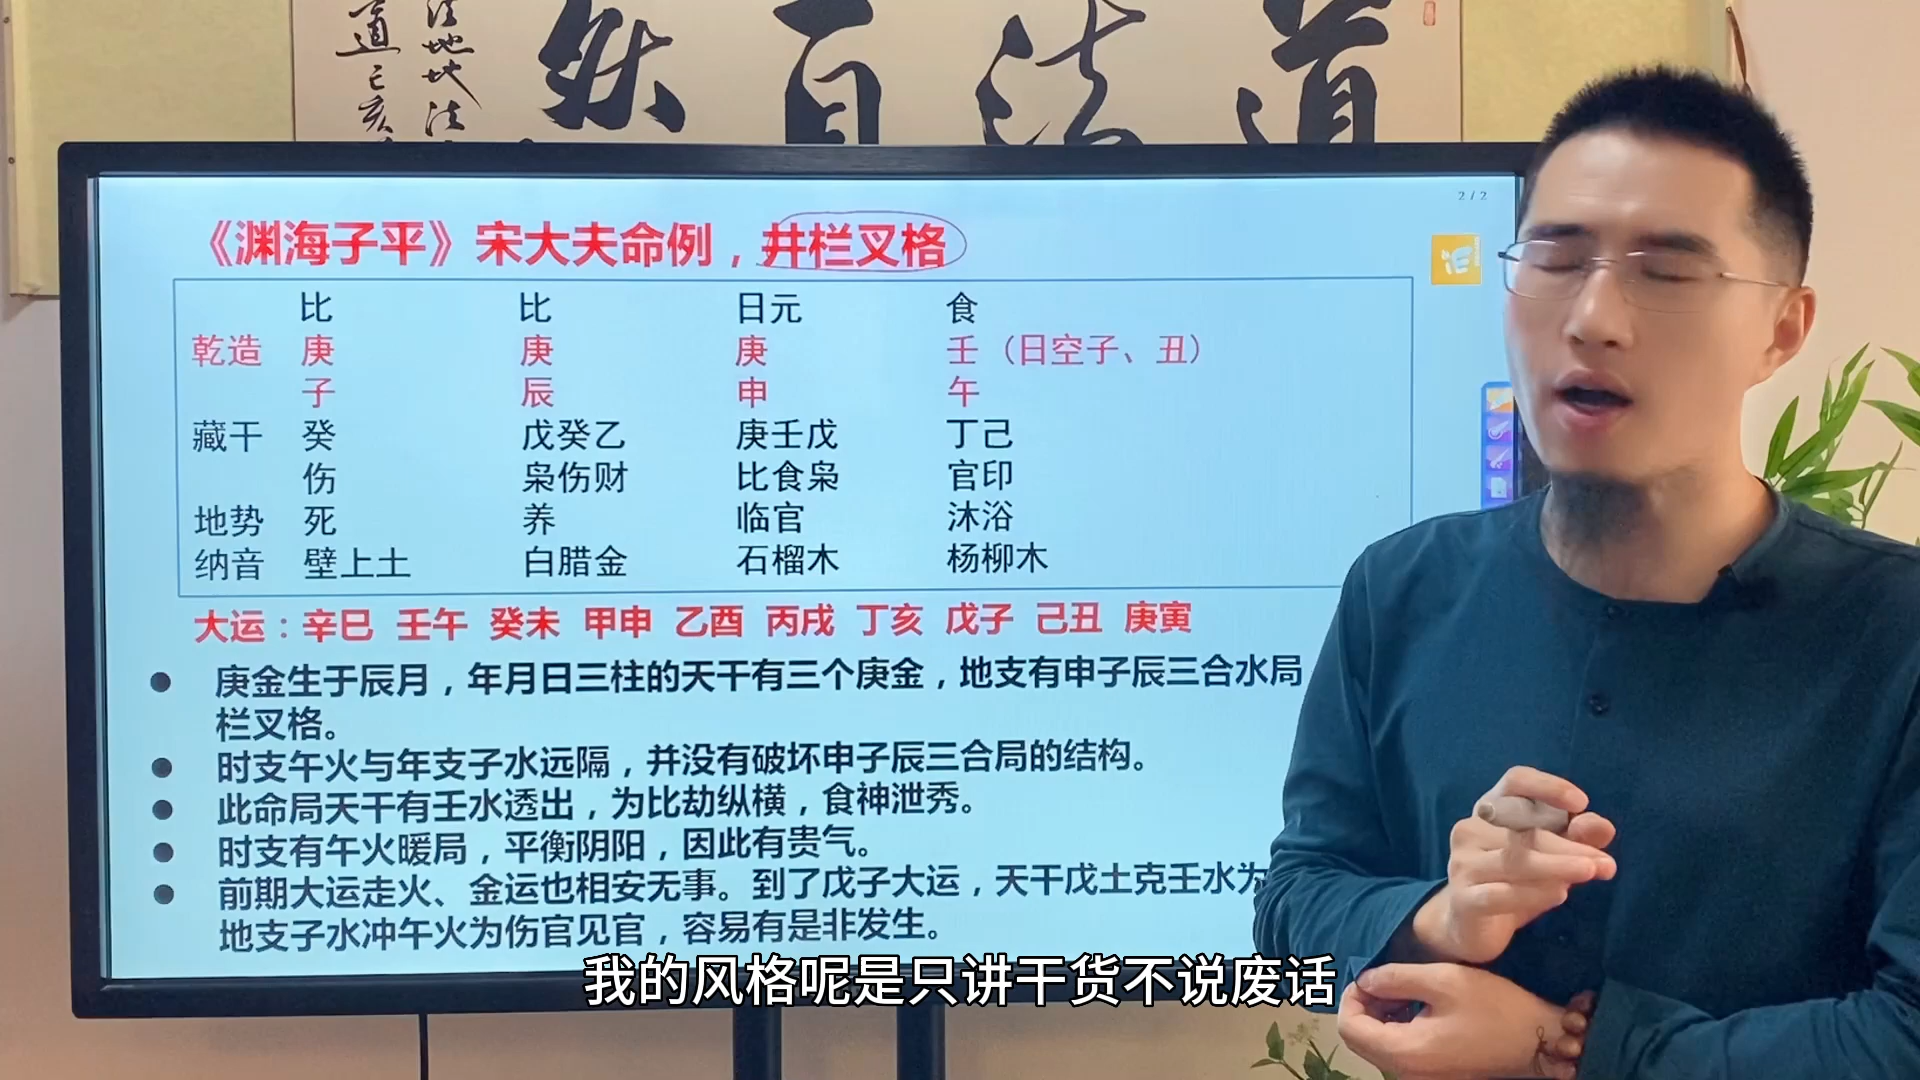 道法自然
法地地法
道己亥
2/2
《渊海子平》宋大夫命例，井栏叉格
比 比 日元 食
乾造 庚 庚 庚 壬（日空子、丑）
子 辰 申 午
藏干 癸 戊癸乙 庚壬戊 丁己
伤 枭伤财 比食枭 官印
地势 死 养 临官 沐浴
纳音 壁上土 白腊金 石榴木 杨柳木
大运：辛巳 壬午 癸未 甲申 乙酉 丙戌 丁亥 戊子 己丑 庚寅
● 庚金生于辰月，年月日三柱的天干有三个庚金，地支有申子辰三合水局
栏叉格。
● 时支午火与年支子水远隔，并没有破坏申子辰三合局的结构。
● 此命局天干有壬水透出，为比劫纵横，食神泄秀。
● 时支有午火暖局，平衡阴阳，因此有贵气。
● 前期大运走火、金运也相安无事。到了戊子大运，天干戊土克壬水为
地支子水冲午火为伤官见官，容易有是非发生。
我的风格呢是只讲干货不说废话